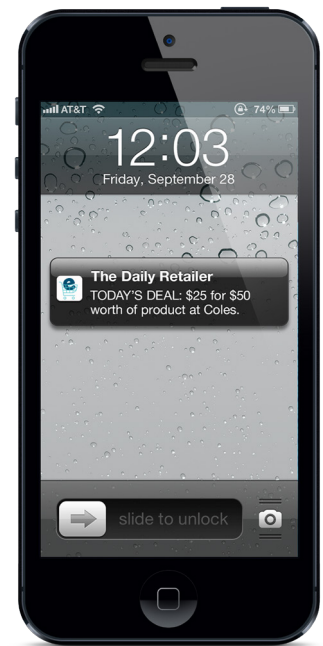 AT&T 74%
12:03
Friday, September 28
The Daily Retailer
TODAY'S DEAL: $25 for $50
worth of product at Coles.
slide to unlock